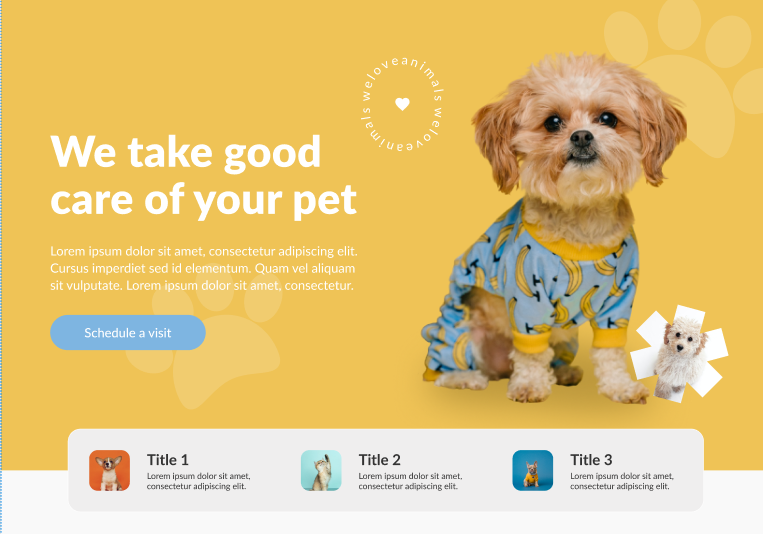 weloveanimals weloveanimals
We take good
care of your pet
Lorem ipsum dolor sit amet, consectetur adipiscing elit.
Cursus imperdiet sed id elementum. Quam vel aliquam
sit vulputate. Lorem ipsum dolor sit amet, consectetur.
Schedule a visit
Title 1
Lorem ipsum dolor sit amet,
consectetur adipiscing elit.
Title 2
Lorem ipsum dolor sit amet,
consectetur adipiscing elit.
Title 3
Lorem ipsum dolor sit amet,
consectetur adipiscing elit.